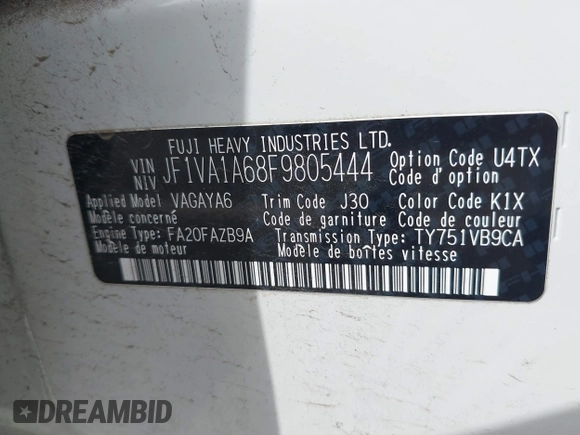 FUJI HEAVY INDUSTRIES LTD.
VIN NIV JF1VA1A68F9805444 Option Code U4TX
Code d'option
Applied Model VAGAYA6 Trim Code J30 Color Code K1X
Modèle concerné Code de garniture Code de couleur
Engine Type: FA20FAZB9A Transmission Type: TY751VB9CA
Modèle de moteur Modèle de boîtes vitesse
DREAMBID